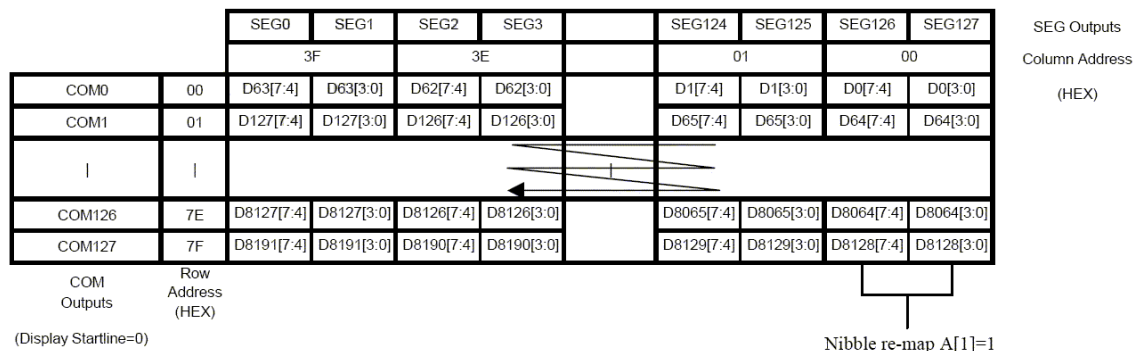 SEG0 SEG1 SEG2 SEG3 SEG124 SEG125 SEG126 SEG127 SEG Outputs
3F 3E 01 00 Column Address
(HEX)
COM0 00 D63[7:4] D63[3:0] D62[7:4] D62[3:0] D1[7:4] D1[3:0] D0[7:4] D0[3:0]
COM1 01 D127[7:4] D127[3:0] D126[7:4] D126[3:0] D65[7:4] D65[3:0] D64[7:4] D64[3:0]
| | |
COM126 7E D8127[7:4] D8127[3:0] D8126[7:4] D8126[3:0] D8065[7:4] D8065[3:0] D8064[7:4] D8064[3:0]
COM127 7F D8191[7:4] D8191[3:0] D8190[7:4] D8190[3:0] D8129[7:4] D8129[3:0] D8128[7:4] D8128[3:0]
COM
Outputs
(Display Startline=0)
Row
Address
(HEX)
Nibble re-map A[1]=1